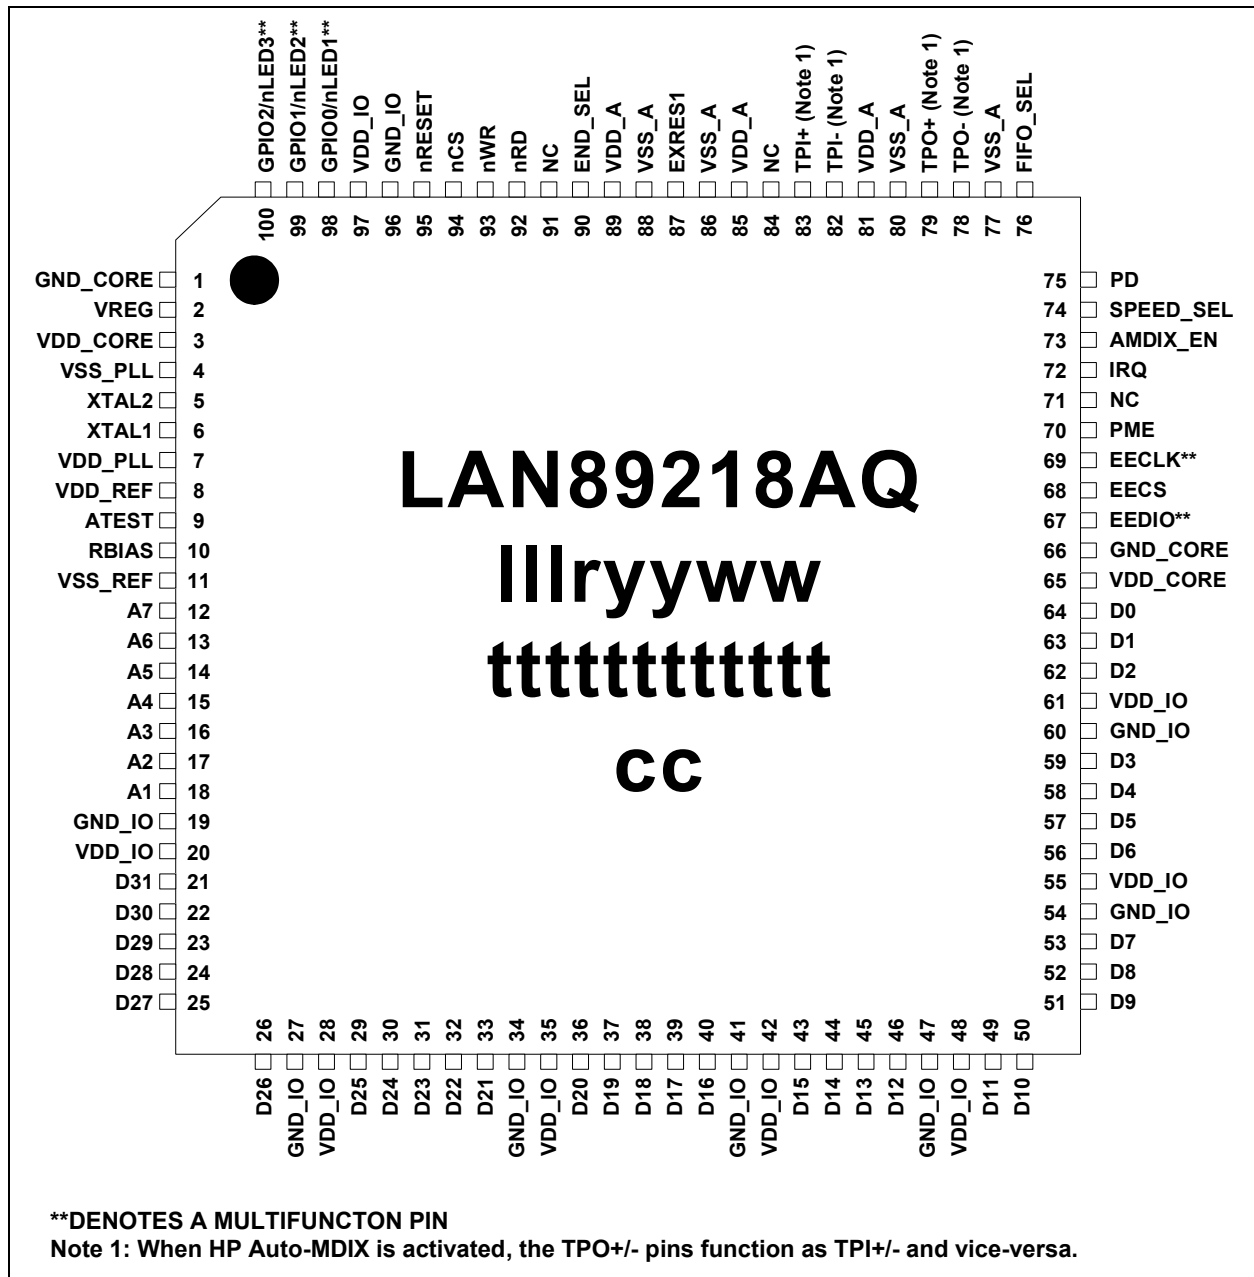 GPIO2/nLED3**
GPIO1/nLED2**
GPIO0/nLED1**
VDD_IO
GND_IO
nRESET
nCS
nWR
nRD
NC
END_SEL
VDD_A
VSS_A
EXRES1
VSS_A
VDD_A
NC
TPI+ (Note 1)
TPI- (Note 1)
VDD_A
VSS_A
TPO+ (Note 1)
TPO- (Note 1)
VSS_A
FIFO_SEL
100
99
98
97
96
95
94
93
92
91
90
89
88
87
86
85
84
83
82
81
80
79
78
77
76
GND_CORE 1
VREG 2
VDD_CORE 3
VSS_PLL 4
XTAL2 5
XTAL1 6
VDD_PLL 7
VDD_REF 8
ATEST 9
RBIAS 10
VSS_REF 11
A7 12
A6 13
A5 14
A4 15
A3 16
A2 17
A1 18
GND_IO 19
VDD_IO 20
D31 21
D30 22
D29 23
D28 24
D27 25
LAN89218AQ
lllryyww
tttttttttttt
cc
75 PD
74 SPEED_SEL
73 AMDIX_EN
72 IRQ
71 NC
70 PME
69 EECLK**
68 EECS
67 EEDIO**
66 GND_CORE
65 VDD_CORE
64 D0
63 D1
62 D2
61 VDD_IO
60 GND_IO
59 D3
58 D4
57 D5
56 D6
55 VDD_IO
54 GND_IO
53 D7
52 D8
51 D9
26
27
28
29
30
31
32
33
34
35
36
37
38
39
40
41
42
43
44
45
46
47
48
49
50
D26
GND_IO
VDD_IO
D25
D24
D23
D22
D21
GND_IO
VDD_IO
D20
D19
D18
D17
D16
GND_IO
VDD_IO
D15
D14
D13
D12
GND_IO
VDD_IO
D11
D10
**DENOTES A MULTIFUNCTON PIN
Note 1: When HP Auto-MDIX is activated, the TPO+/- pins function as TPI+/- and vice-versa.